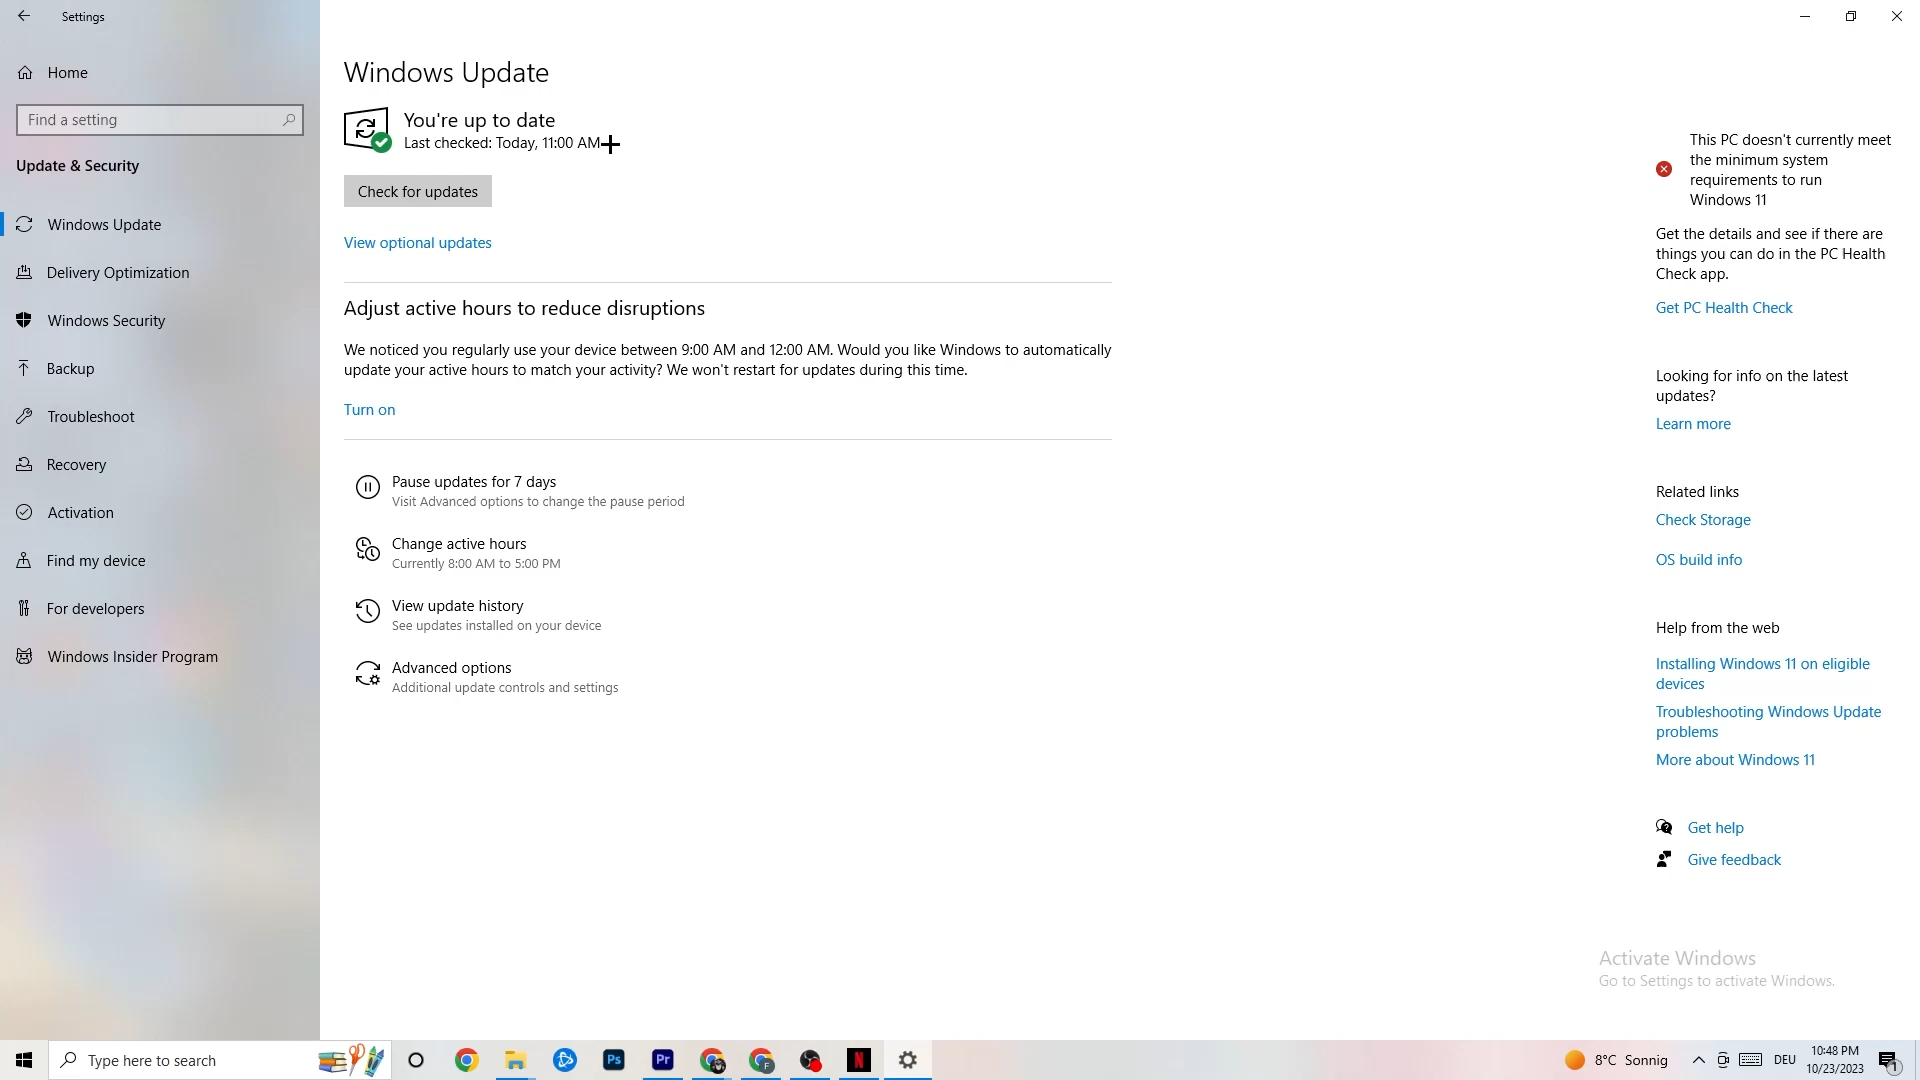 Settings
Home
Find a setting
Update & Security
Windows Update
Delivery Optimization
Windows Security
Backup
Troubleshoot
Recovery
Activation
Find my device
For developers
Windows Insider Program
Windows Update
You're up to date
Last checked: Today, 11:00 AM
Check for updates
View optional updates
Adjust active hours to reduce disruptions
We noticed you regularly use your device between 9:00 AM and 12:00 AM. Would you like Windows to automatically
update your active hours to match your activity? We won't restart for updates during this time.
Turn on
Pause updates for 7 days
Visit Advanced options to change the pause period
Change active hours
Currently 8:00 AM to 5:00 PM
View update history
See updates installed on your device
Advanced options
Additional update controls and settings
This PC doesn't currently meet
the minimum system
requirements to run
Windows 11
Get the details and see if there are
things you can do in the PC Health
Check app.
Get PC Health Check
Looking for info on the latest
updates?
Learn more
Related links
Check Storage
OS build info
Help from the web
Installing Windows 11 on eligible
devices
Troubleshooting Windows Update
problems
More about Windows 11
Get help
Give feedback
Activate Windows
Go to Settings to activate Windows.
Type here to search
Ps
Pr
F
N
8°C Sonnig
DEU
10:48 PM
10/23/2023
1